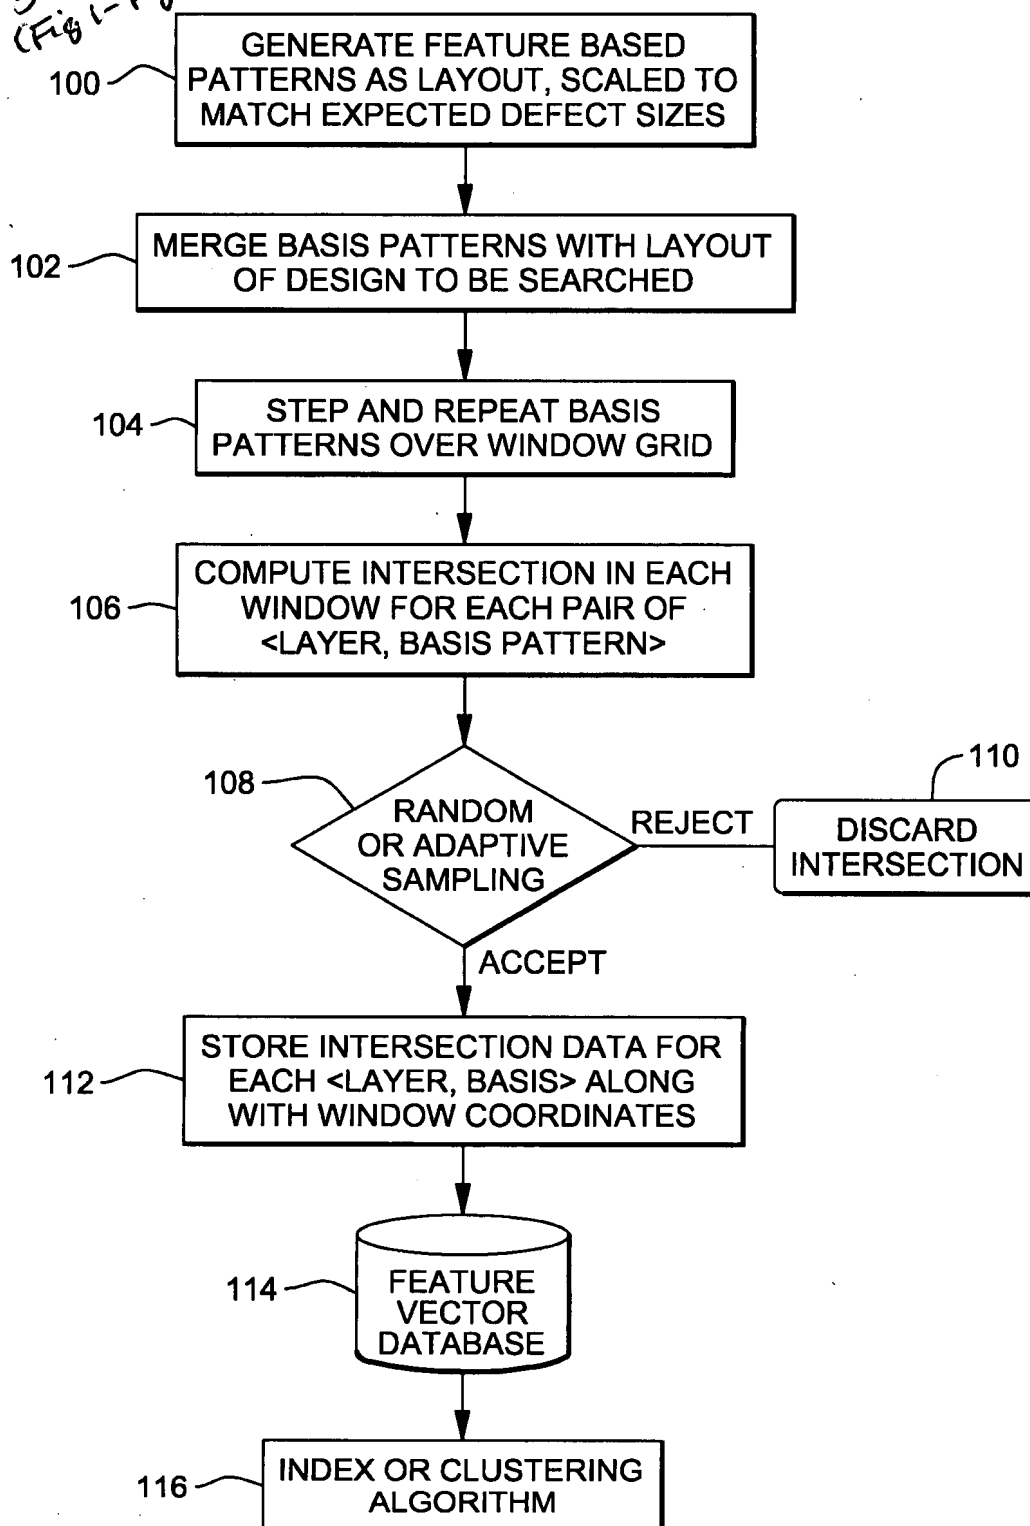 (Fig 1-
GENERATE FEATURE BASED
PATTERNS AS LAYOUT, SCALED TO
MATCH EXPECTED DEFECT SIZES
100
MERGE BASIS PATTERNS WITH LAYOUT
OF DESIGN TO BE SEARCHED
102
STEP AND REPEAT BASIS
PATTERNS OVER WINDOW GRID
104
COMPUTE INTERSECTION IN EACH
WINDOW FOR EACH PAIR OF
<LAYER, BASIS PATTERN>
106
108
RANDOM
OR ADAPTIVE
SAMPLING
REJECT
110
DISCARD
INTERSECTION
ACCEPT
STORE INTERSECTION DATA FOR
EACH <LAYER, BASIS> ALONG
WITH WINDOW COORDINATES
112
FEATURE
VECTOR
DATABASE
114
INDEX OR CLUSTERING
ALGORITHM
116